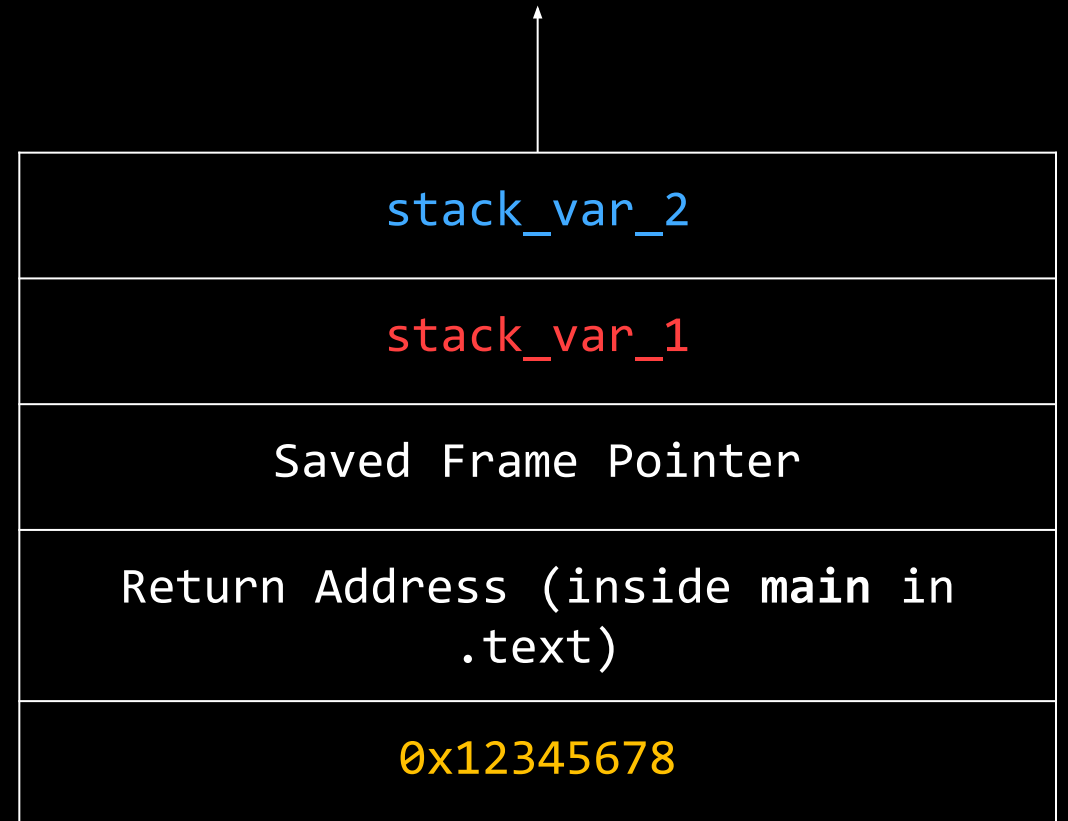 stack_var_2
stack_var_1
Saved Frame Pointer
Return Address (inside main in
.text)
0x12345678